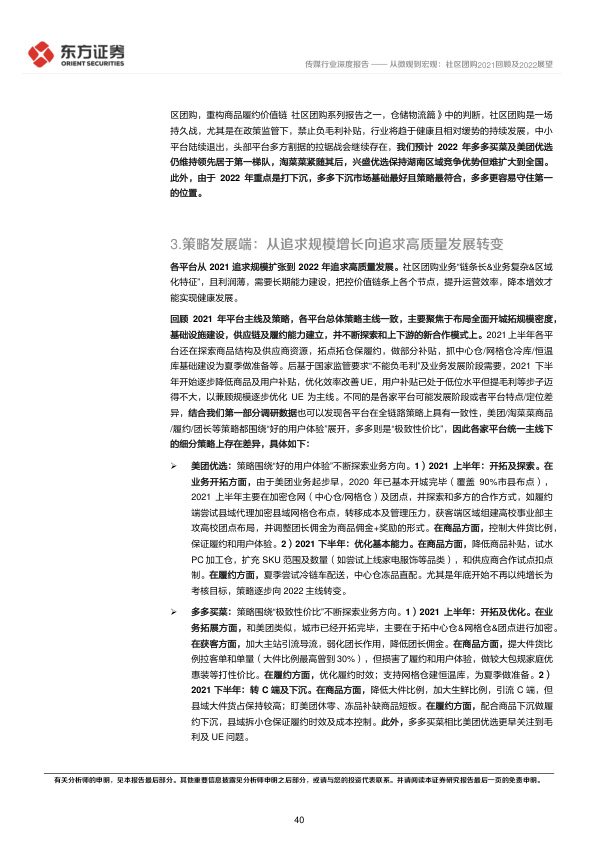 东方证券
ORIENT SECURITIES
传媒行业深度报告 —— 从微观到宏观：社区团购2021回顾及2022展望
区团购，重构商品履约价值链 社区团购系列报告之一，仓储物流篇》中的判断，社区团购是一场
持久战，尤其是在政策监管下，禁止负毛利补贴，行业将趋于健康且相对缓势的持续发展，中小
平台陆续退出，头部平台多方割据的拉锯战会继续存在，我们预计 2022 年多多买菜及美团优选
仍维持领先居于第一梯队，淘菜菜紧随其后，兴盛优选保持湖南区域竞争优势但难扩大到全国。
此外，由于 2022 年重点是打下沉，多多下沉市场基础最好且策略最符合，多多更容易守住第一
的位置。
3.策略发展端：从追求规模增长向追求高质量发展转变
各平台从 2021 追求规模扩张到 2022 年追求高质量发展。社区团购业务“链条长&业务复杂&区域
化特征”，且利润薄，需要长期能力建设，把控价值链条上各个节点，提升运营效率，降本增效才
能实现健康发展。
回顾 2021 年平台主线及策略，各平台总体策略主线一致，主要聚焦于布局全面开城拓规模密度，
基础设施建设，供应链及履约能力建立，并不断探索和上下游的新合作模式上。2021 上半年各平
台还在探索商品结构及供应商资源，拓点拓仓保履约，做部分补贴，抓中心仓/网格仓冷库/恒温
库基础建设为夏季做准备等。后基于国家监管要求“不能负毛利”及业务发展阶段需要，2021 下半
年开始逐步降低商品及用户补贴，优化效率改善 UE，用户补贴已处于低位水平但提毛利等步子迈
得不大，以兼顾规模逐步优化 UE 为主线。不同的是各家平台可能发展阶段或者平台特点/定位差
异，结合我们第一部分调研数据也可以发现各平台在全链路策略上具有一致性，美团/淘菜菜商品
/履约/团长等策略都围绕“好的用户体验”展开，多多则是“极致性价比”，因此各家平台统一主线下
的细分策略上存在差异，具体如下：
➢ 美团优选：策略围绕“好的用户体验”不断探索业务方向。1）2021 上半年：开拓及探索。在
业务开拓方面，由于美团业务起步早，2020 年已基本开城完毕（覆盖 90%市县布点），
2021 上半年主要在加密仓网（中心仓/网格仓）及团点，并探索和多方的合作方式，如履约
端尝试县域代理加密县域网格仓布点，转移成本及管理压力，获客端区域组建高校事业部主
攻高校团点布局，并调整团长佣金为商品佣金+奖励的形式。在商品方面，控制大件货比例，
保证履约和用户体验。2）2021 下半年：优化基本能力。在商品方面，降低商品补贴，试水
PC 加工仓，扩充 SKU 范围及数量（如尝试上线家电服饰等品类），和供应商合作试点扣点
制。在履约方面，夏季尝试冷链车配送，中心仓冻品直配。尤其是年底开始不再以纯增长为
考核目标，策略逐步向 2022 主线转变。
➢ 多多买菜：策略围绕“极致性价比”不断探索业务方向。1）2021 上半年：开拓及优化。在业
务拓展方面，和美团类似，城市已经开拓完毕，主要在于拓中心仓&网格仓&团点进行加密。
在获客方面，加大主站引流导流，弱化团长作用，降低团长佣金。在商品方面，提大件货比
例拉客单和单量（大件比例最高曾到 30%），但损害了履约和用户体验，做较大包规家庭优
惠装等打性价比。在履约方面，优化履约时效；支持网格仓建恒温库，为夏季做准备。2）
2021 下半年：转 C 端及下沉。在商品方面，降低大件比例，加大生鲜比例，引流 C 端，但
县域大件货占保持较高；盯美团休零、冻品补缺商品短板。在履约方面，配合商品下沉做履
约下沉，县域拆小仓保证履约时效及成本控制。此外，多多买菜相比美团优选更早关注到毛
利及 UE 问题。
有关分析师的申明，见本报告最后部分。其他重要信息披露见分析师申明之后部分，或请与您的投资代表联系。并请阅读本证券研究报告最后一页的免责申明。
40